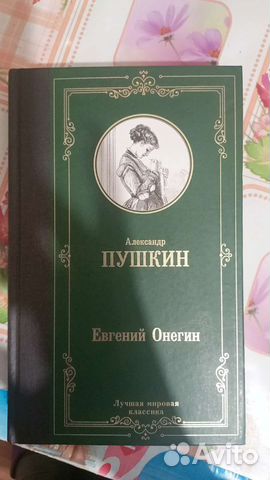 Александр
ПУШКИН
Евгений Онегин
Лучшая мировая
классика
Avito